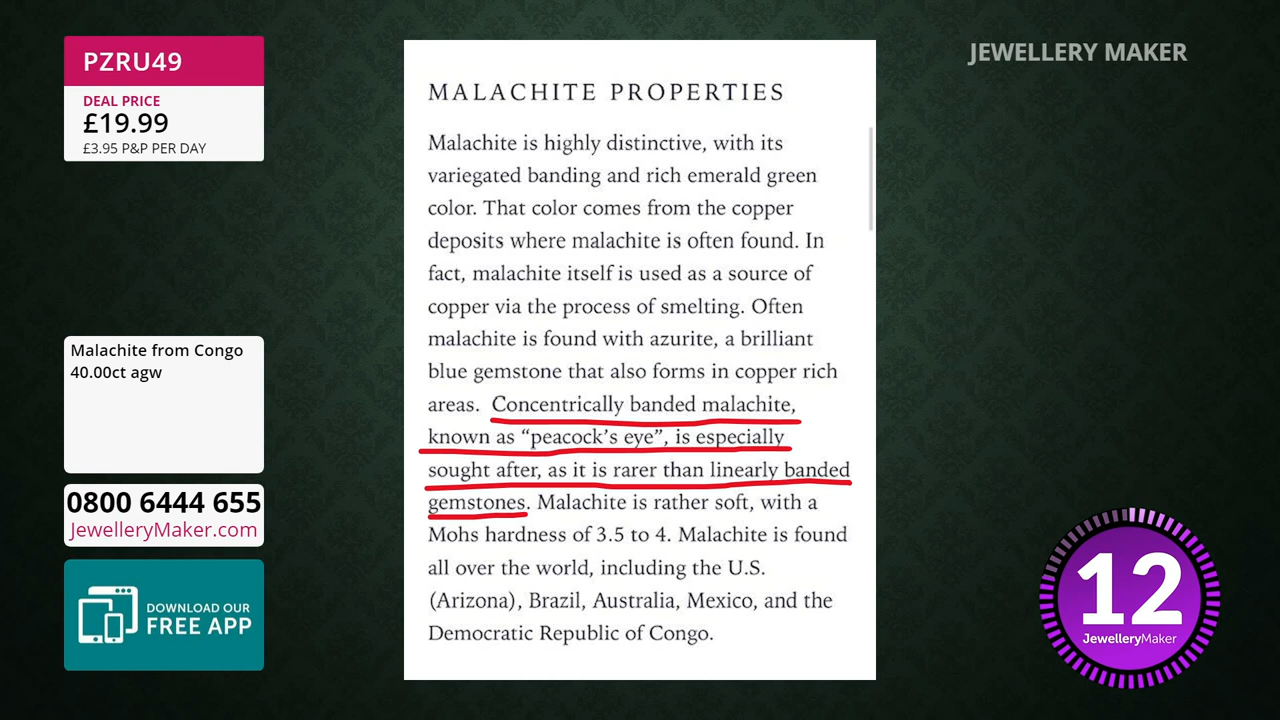 PZRU49
DEAL PRICE
£19.99
£3.95 P&P PER DAY
Malachite from Congo
40.00ct agw
0800 6444 655
JewelleryMaker.com
DOWNLOAD OUR
FREE APP
MALACHITE PROPERTIES
Malachite is highly distinctive, with its
variegated banding and rich emerald green
color. That color comes from the copper
deposits where malachite is often found. In
fact, malachite itself is used as a source of
copper via the process of smelting. Often
malachite is found with azurite, a brilliant
blue gemstone that also forms in copper rich
areas. Concentrically banded malachite,
known as “peacock’s eye”, is especially
sought after, as it is rarer than linearly banded
gemstones. Malachite is rather soft, with a
Mohs hardness of 3.5 to 4. Malachite is found
all over the world, including the U.S.
(Arizona), Brazil, Australia, Mexico, and the
Democratic Republic of Congo.
JEWELLERY MAKER
12
JewelleryMaker